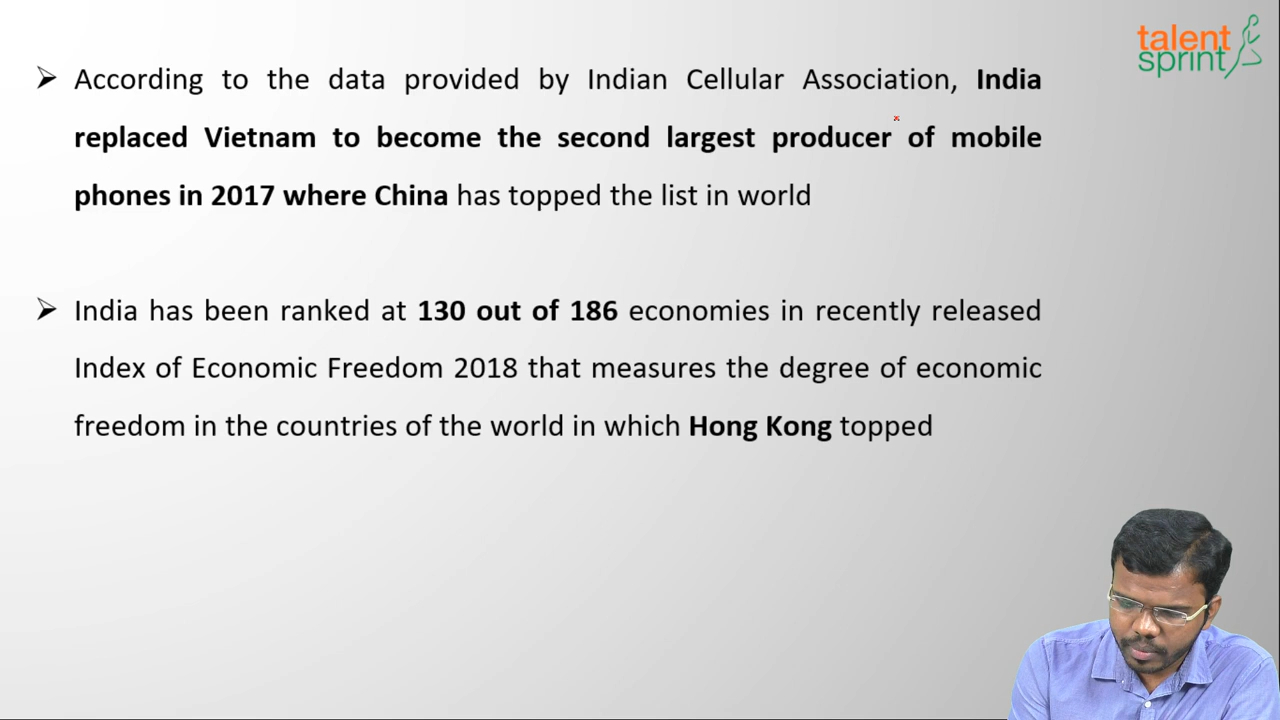 talent
sprint
➢ According to the data provided by Indian Cellular Association, India
replaced Vietnam to become the second largest producer of mobile
phones in 2017 where China has topped the list in world
➢ India has been ranked at 130 out of 186 economies in recently released
Index of Economic Freedom 2018 that measures the degree of economic
freedom in the countries of the world in which Hong Kong topped